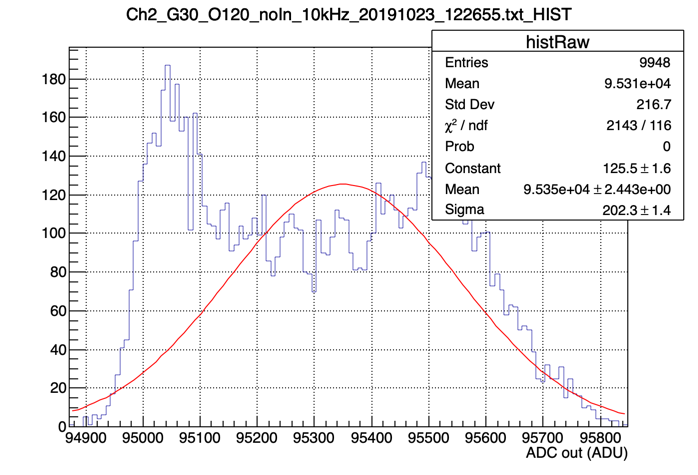 Ch2_G30_O120_noIn_10kHz_20191023_122655.txt_HIST
histRaw
Entries 9948
Mean 9.531e+04
Std Dev 216.7
χ² / ndf 2143 / 116
Prob 0
Constant 125.5 ± 1.6
Mean 9.535e+04 ± 2.443e+00
Sigma 202.3 ± 1.4
180
160
140
120
100
80
60
40
20
0
94900 95000 95100 95200 95300 95400 95500 95600 95700 95800
ADC out (ADU)